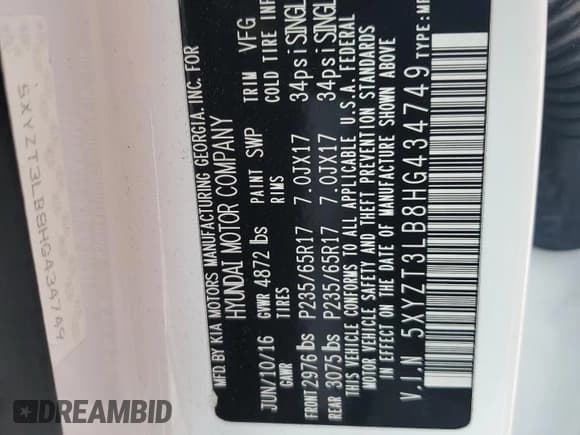 MFD BY KIA MOTORS MANUFACTURING GEORGIA, INC. FOR
HYUNDAI MOTOR COMPANY
JUN/10/16 PAINT SWP TRIM VFG
GVWR 4872 lbs
GAWR TIRES RIMS COLD TIRE INF
FRONT 2976 lbs P235/65R17 7.0JX17 34psi SINGL
REAR 3075 lbs P235/65R17 7.0JX17 34psi SINGL
THIS VEHICLE CONFORMS TO ALL APPLICABLE U.S.A. FEDERAL
MOTOR VEHICLE SAFETY AND THEFT PREVENTION STANDARDS
IN EFFECT ON THE DATE OF MANUFACTURE SHOWN ABOVE
V.I.N 5XYZT3LB8HG434749 TYPE:MP
5XYZT3LB8HG434749
DREAMBID